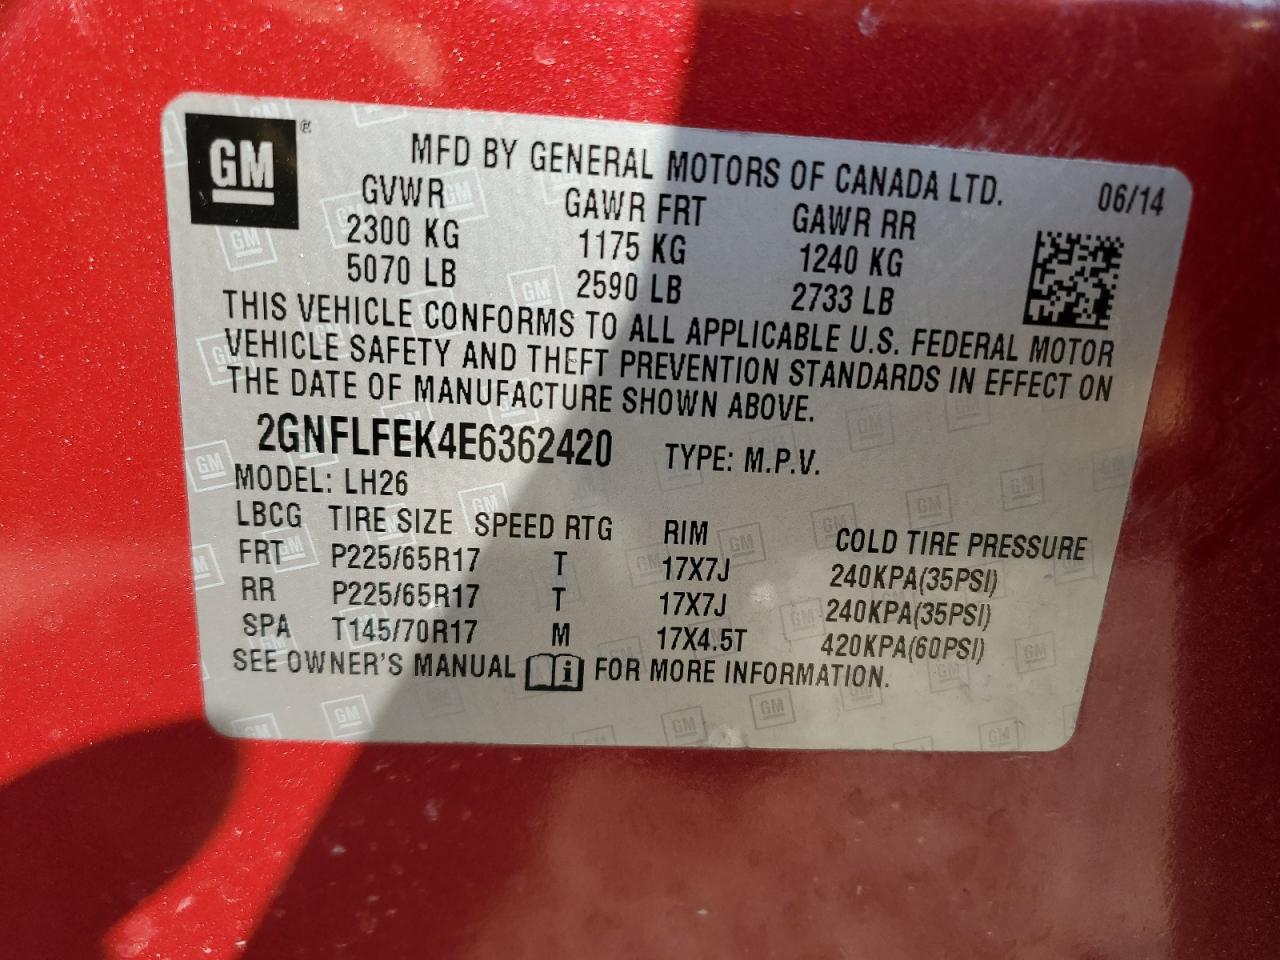 GM ®
MFD BY GENERAL MOTORS OF CANADA LTD. 06/14
GVWR GAWR FRT GAWR RR
2300 KG 1175 KG 1240 KG
5070 LB 2590 LB 2733 LB
THIS VEHICLE CONFORMS TO ALL APPLICABLE U.S. FEDERAL MOTOR
VEHICLE SAFETY AND THEFT PREVENTION STANDARDS IN EFFECT ON
THE DATE OF MANUFACTURE SHOWN ABOVE.
2GNFLFEK4E6362420 TYPE: M.P.V.
MODEL: LH26
LBCG TIRE SIZE SPEED RTG RIM COLD TIRE PRESSURE
FRT P225/65R17 T 17X7J 240KPA(35PSI)
RR P225/65R17 T 17X7J 240KPA(35PSI)
SPA T145/70R17 M 17X4.5T 420KPA(60PSI)
SEE OWNER'S MANUAL i FOR MORE INFORMATION.